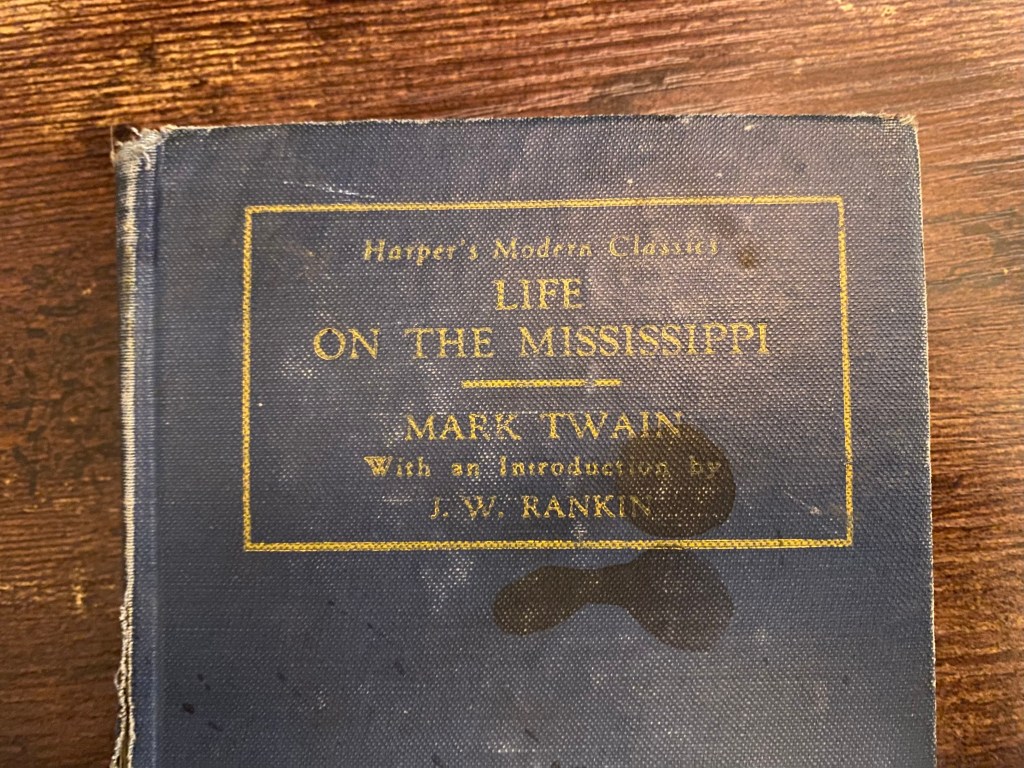 Harper's Modern Classics
LIFE
ON THE MISSISSIPPI
MARK TWAIN
With an Introduction by
J. W. RANKIN